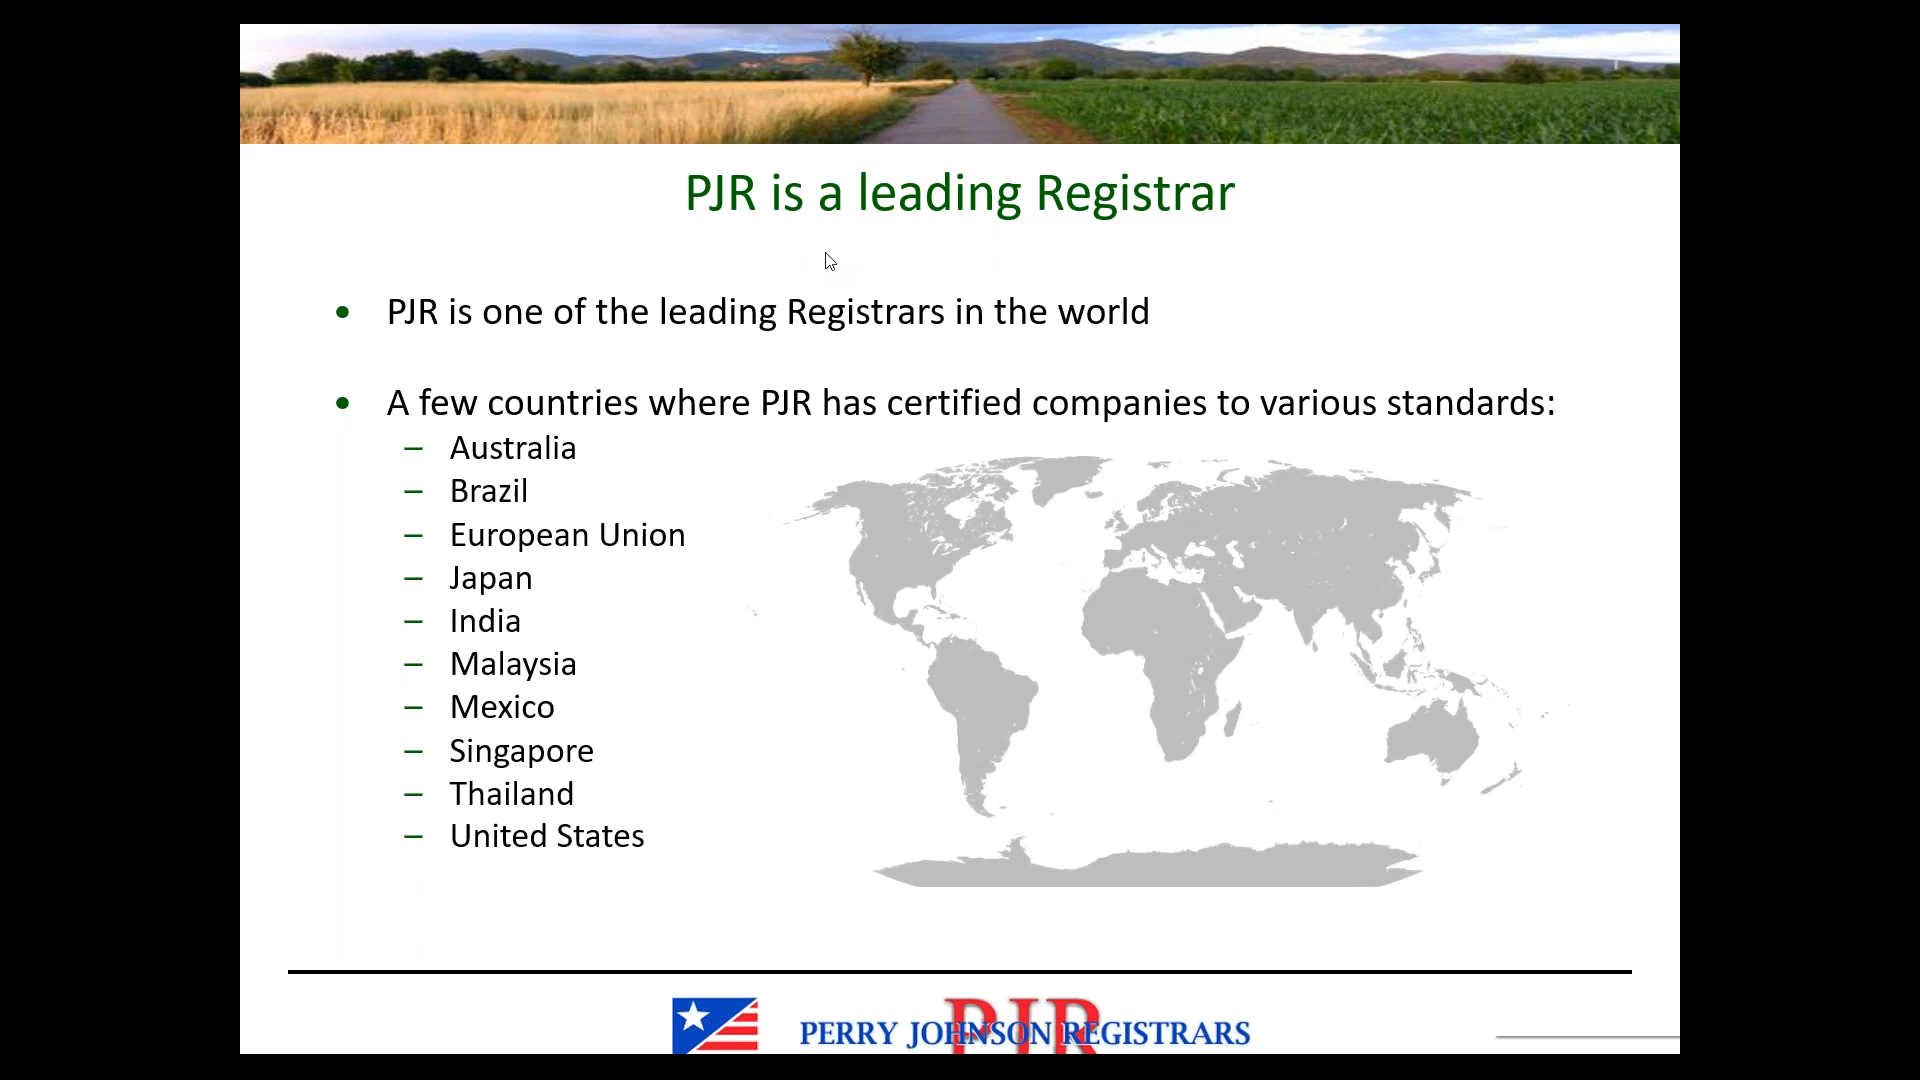 PJR is a leading Registrar
• PJR is one of the leading Registrars in the world
• A few countries where PJR has certified companies to various standards:
– Australia
– Brazil
– European Union
– Japan
– India
– Malaysia
– Mexico
– Singapore
– Thailand
– United States
PJR
PERRY JOHNSON REGISTRARS